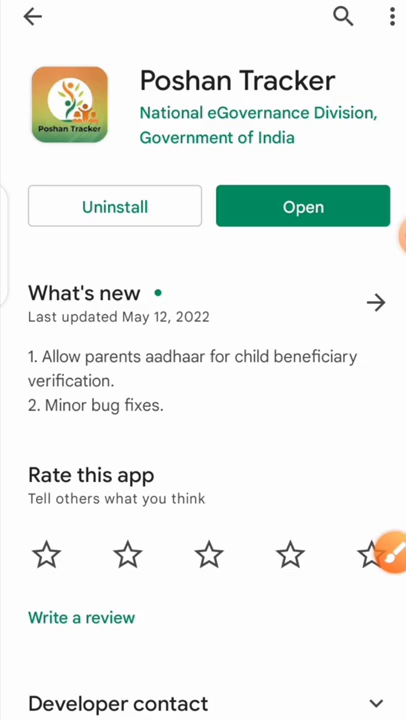 Poshan Tracker
Poshan Tracker
National eGovernance Division,
Government of India
Uninstall
Open
What's new
Last updated May 12, 2022
1. Allow parents aadhaar for child beneficiary
verification.
2. Minor bug fixes.
Rate this app
Tell others what you think
Write a review
Developer contact